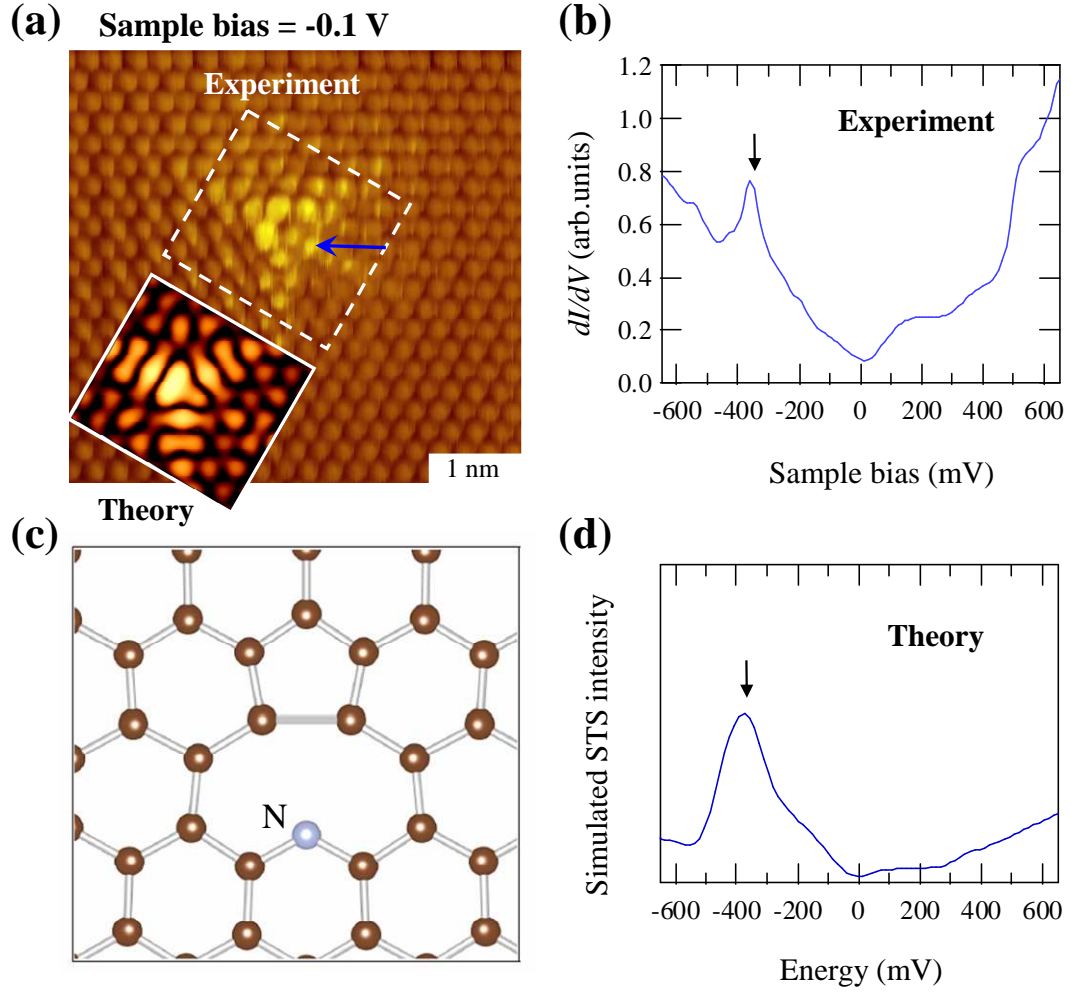 (a) Sample bias = -0.1 V
Experiment
1 nm
Theory
(b)
1.2
1.0
0.8
0.6
0.4
0.2
0.0
dI/dV (arb.units)
Experiment
-600 -400 -200 0 200 400 600
Sample bias (mV)
(c)
N
(d)
Simulated STS intensity
Theory
-600 -400 -200 0 200 400 600
Energy (mV)